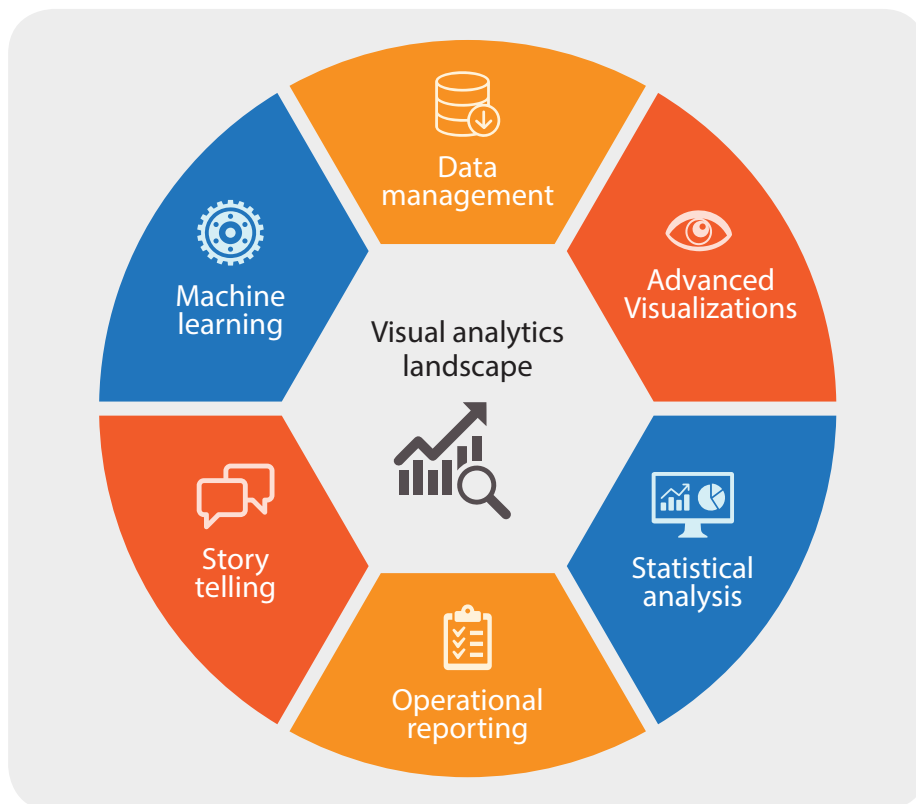 Data
management
Advanced
Visualizations
Machine
learning
Visual analytics
landscape
Story
telling
Statistical
analysis
Operational
reporting